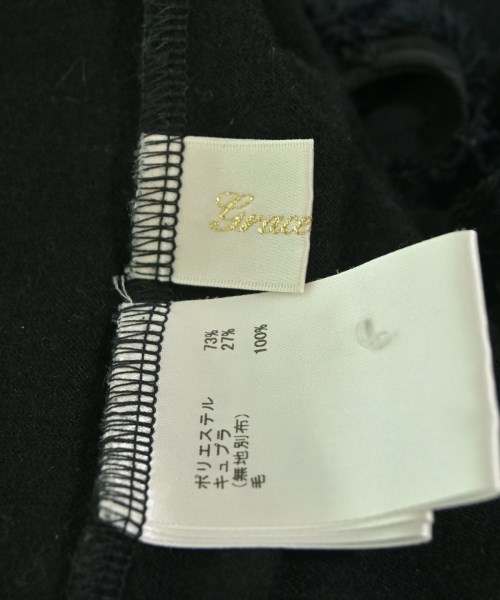 Grace
ポリエステル 73%
キュプラ 27%
(無地別布)
毛 100%